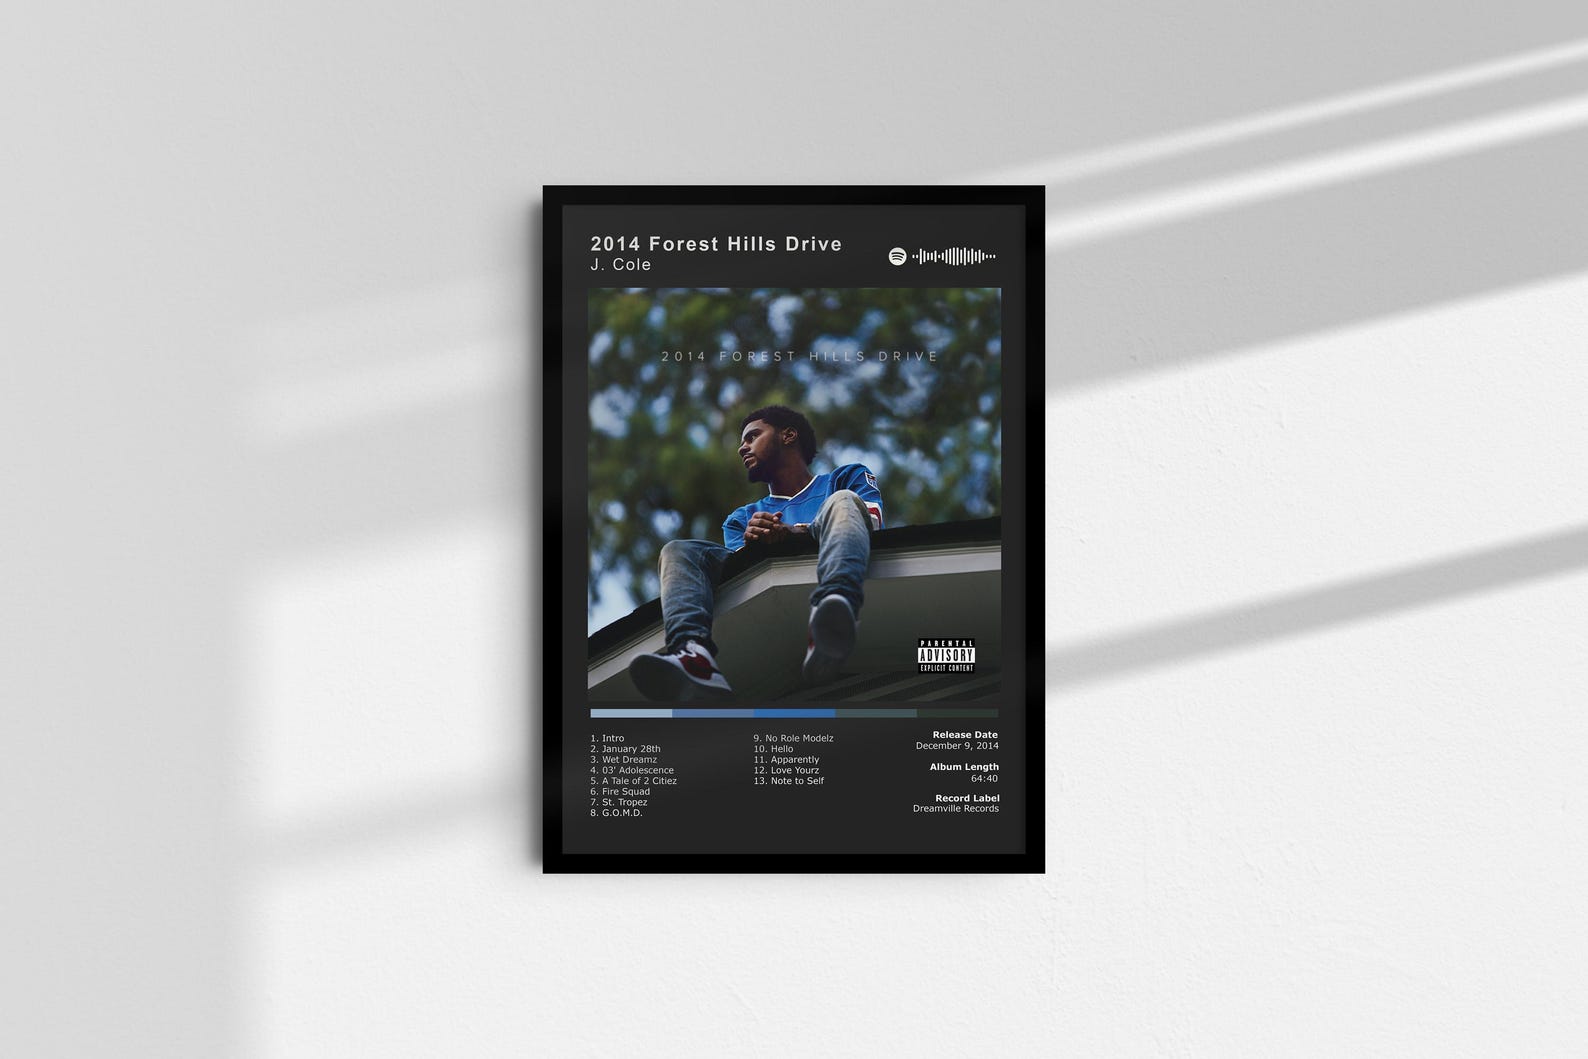 2014 Forest Hills Drive
J. Cole
2014 FOREST HILLS DRIVE
PARENTAL
ADVISORY
EXPLICIT CONTENT
1. Intro
2. January 28th
3. Wet Dreamz
4. 03' Adolescence
5. A Tale of 2 Citiez
6. Fire Squad
7. St. Tropez
8. G.O.M.D.
9. No Role Modelz
10. Hello
11. Apparently
12. Love Yourz
13. Note to Self
Release Date
December 9, 2014
Album Length
64:40
Record Label
Dreamville Records